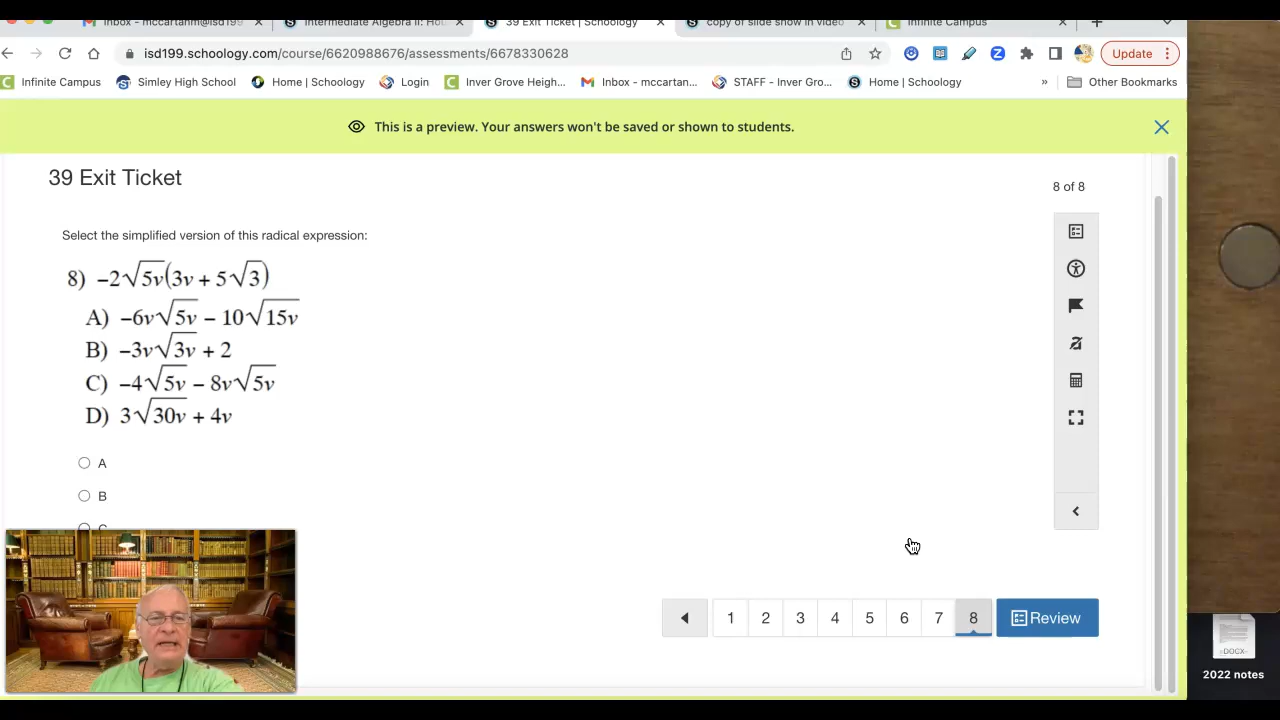 Inbox - mccartanm@isd199
Intermediate Algebra II: Hou
39 Exit Ticket | Schoology
copy of slide show in video
Infinite Campus
isd199.schoology.com/course/6620988676/assessments/6678330628
Update
Infinite Campus
Simley High School
Home | Schoology
Login
Inver Grove Heigh...
Inbox - mccartan...
STAFF - Inver Gro...
Home | Schoology
»
Other Bookmarks
This is a preview. Your answers won't be saved or shown to students.
39 Exit Ticket
8 of 8
Select the simplified version of this radical expression:
8) −2√5v(3v + 5√3)
A) −6v√5v − 10√15v
B) −3v√3v + 2
C) −4√5v − 8v√5v
D) 3√30v + 4v
A
B
C
1 2 3 4 5 6 7 8 Review
DOCX
2022 notes